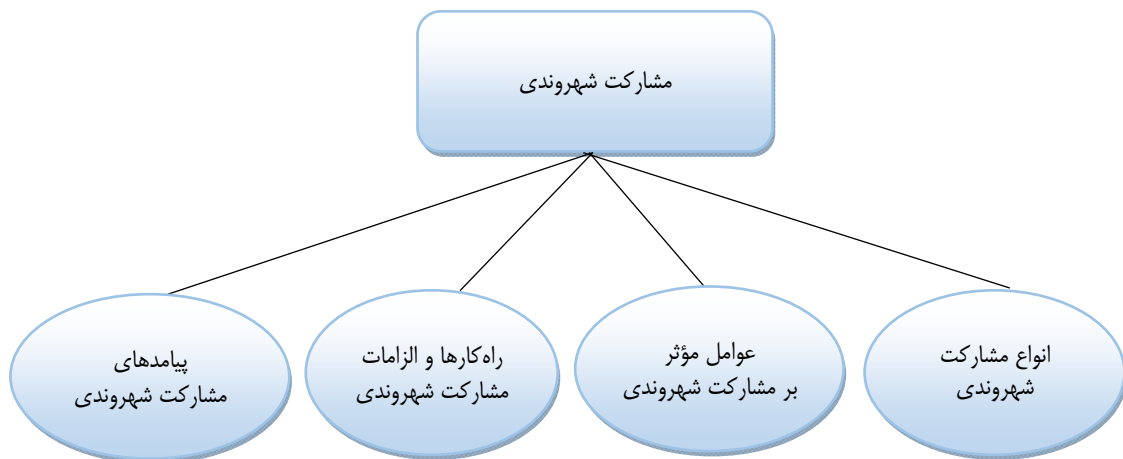 مشارکت شهروندی
انواع مشارکت
شهروندی
عوامل مؤثر
بر مشارکت شهروندی
راه‌کارها و الزامات
مشارکت شهروندی
پیامدهای
مشارکت شهروندی